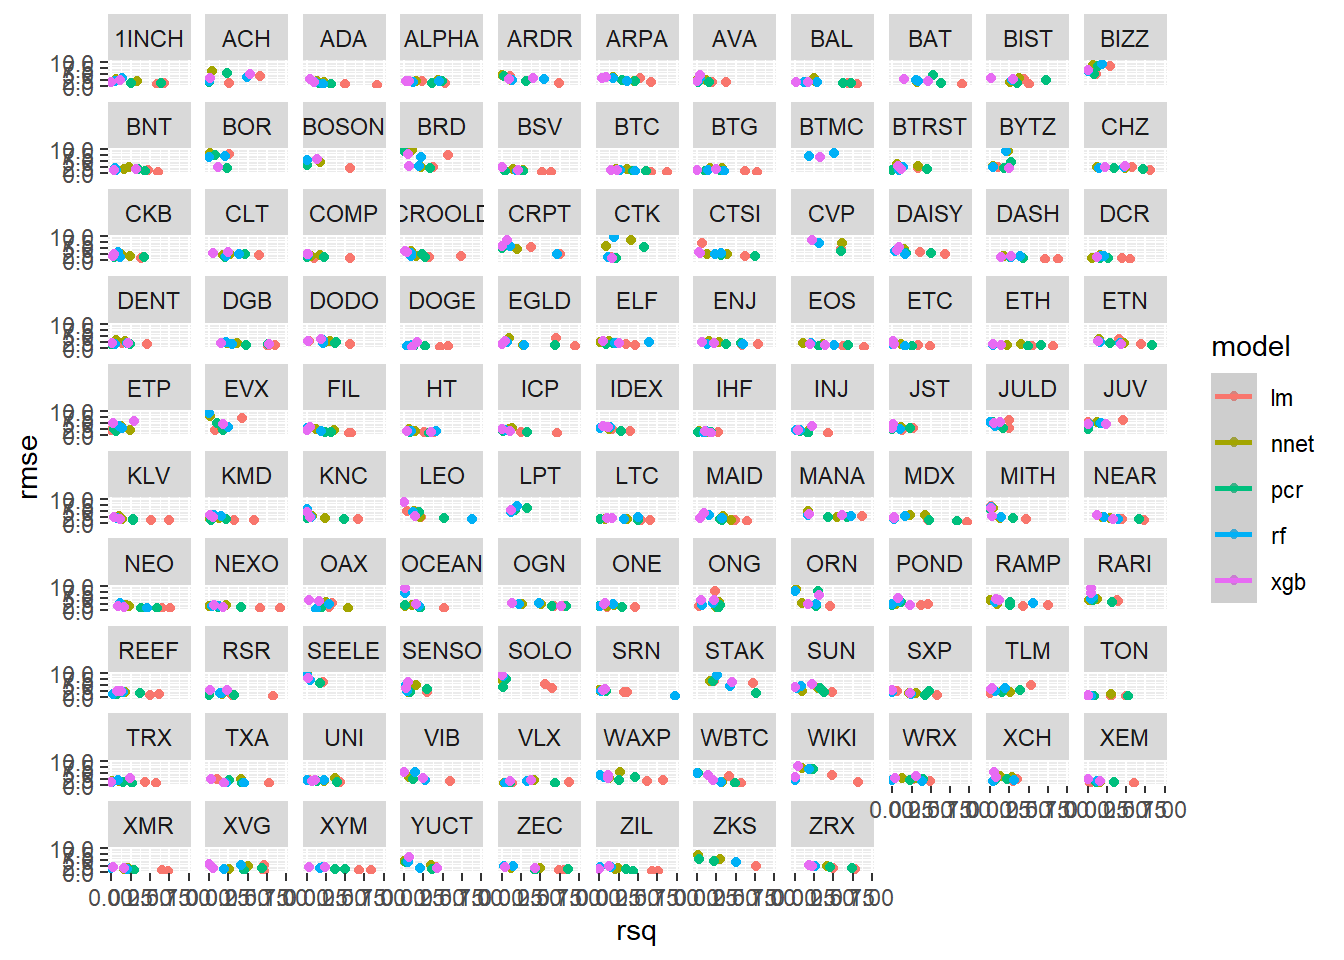 1INCH ACH ADA ALPHA ARDR ARPA AVA BAL BAT BIST BIZZ
BNT BOR BOSON BRD BSV BTC BTG BTMC BTRST BYTZ CHZ
CKB CLT COMP CROOLD CRPT CTK CTSI CVP DAISY DASH DCR
DENT DGB DODO DOGE EGLD ELF ENJ EOS ETC ETH ETN
ETP EVX FIL HT ICP IDEX IHF INJ JST JULD JUV
KLV KMD KNC LEO LPT LTC MAID MANA MDX MITH NEAR
NEO NEXO OAX OCEAN OGN ONE ONG ORN POND RAMP RARI
REEF RSR SEELE SENSO SOLO SRN STAK SUN SXP TLM TON
TRX TXA UNI VIB VLX WAXP WBTC WIKI WRX XCH XEM
XMR XVG XYM YUCT ZEC ZIL ZKS ZRX
rsq
rmse
model
lm
nnet
pcr
rf
xgb